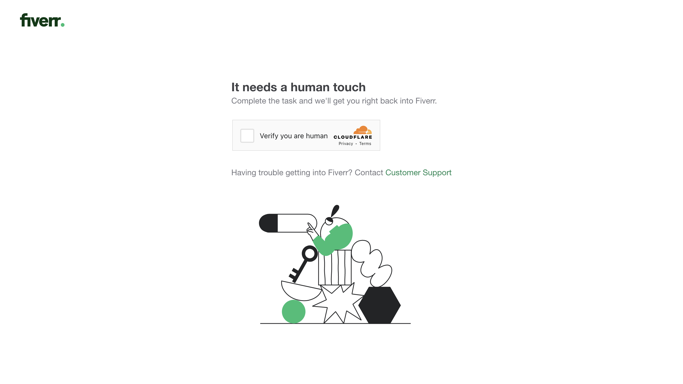 fiverr.
It needs a human touch
Complete the task and we'll get you right back into Fiverr.
Verify you are human
CLOUDFLARE
Privacy • Terms
Having trouble getting into Fiverr? Contact Customer Support